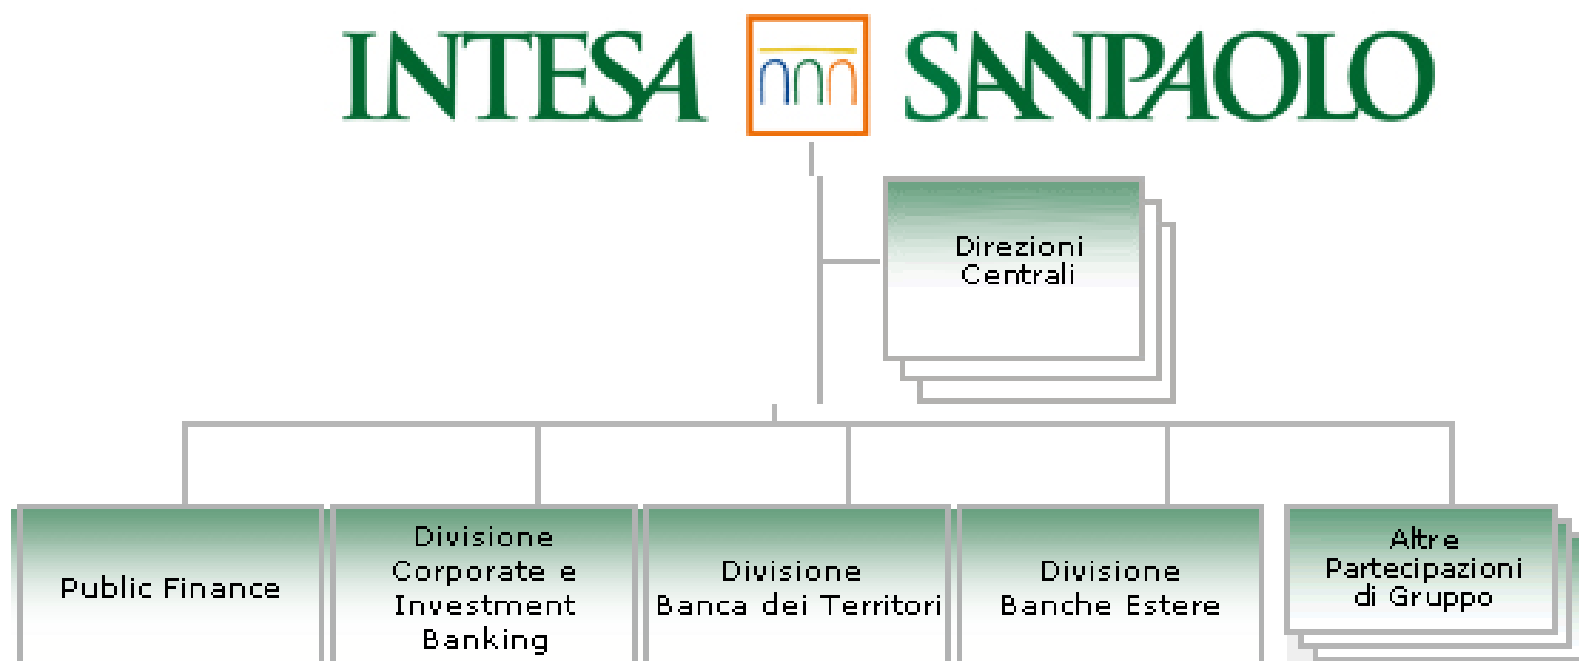 INTESA SANPAOLO
Direzioni
Centrali
Public Finance
Divisione
Corporate e
Investment
Banking
Divisione
Banca dei Territori
Divisione
Banche Estere
Altre
Partecipazioni
di Gruppo